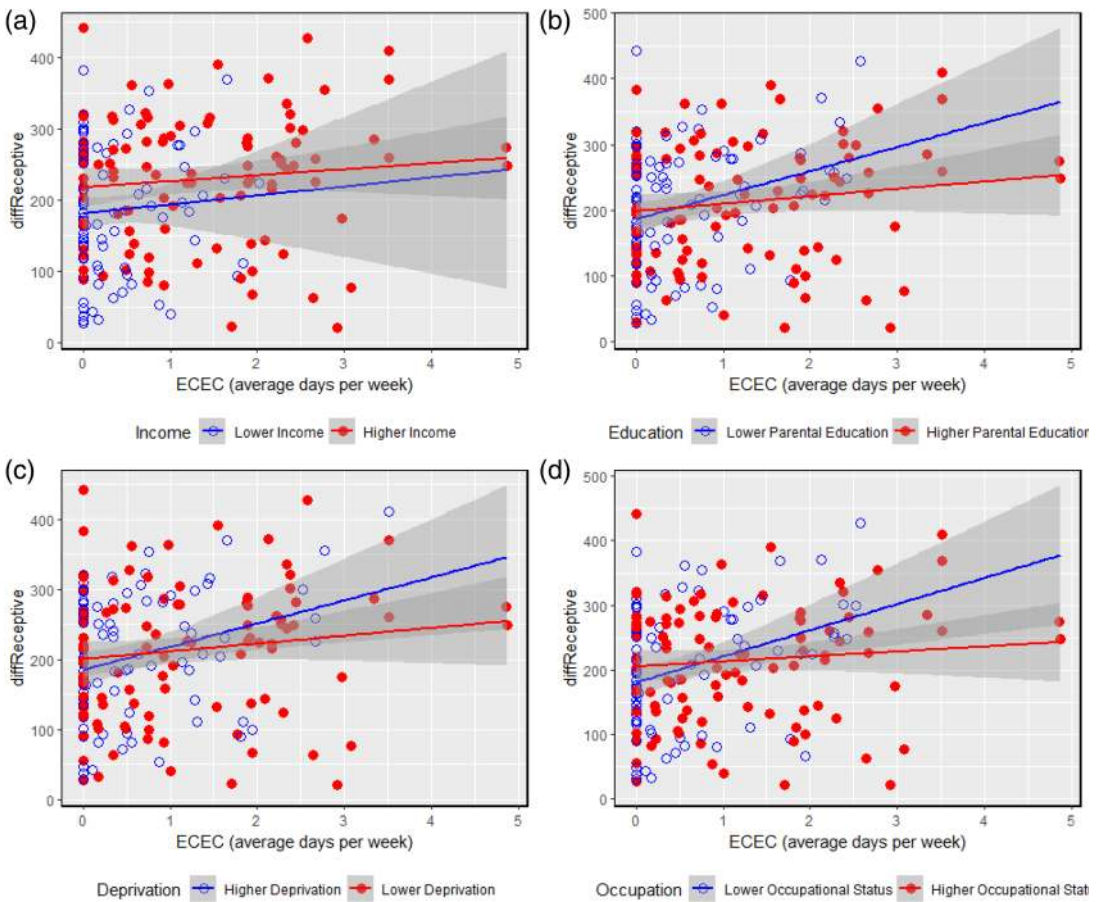 (a)
400
300
200
100
0
diffReceptive
0 1 2 3 4 5
ECEC (average days per week)
Income Lower Income Higher Income
(b)
500
400
300
200
100
0
diffReceptive
0 1 2 3 4 5
ECEC (average days per week)
Education Lower Parental Education Higher Parental Education
(c)
400
300
200
100
0
diffReceptive
0 1 2 3 4 5
ECEC (average days per week)
Deprivation Higher Deprivation Lower Deprivation
(d)
500
400
300
200
100
0
diffReceptive
0 1 2 3 4 5
ECEC (average days per week)
Occupation Lower Occupational Status Higher Occupational Stat